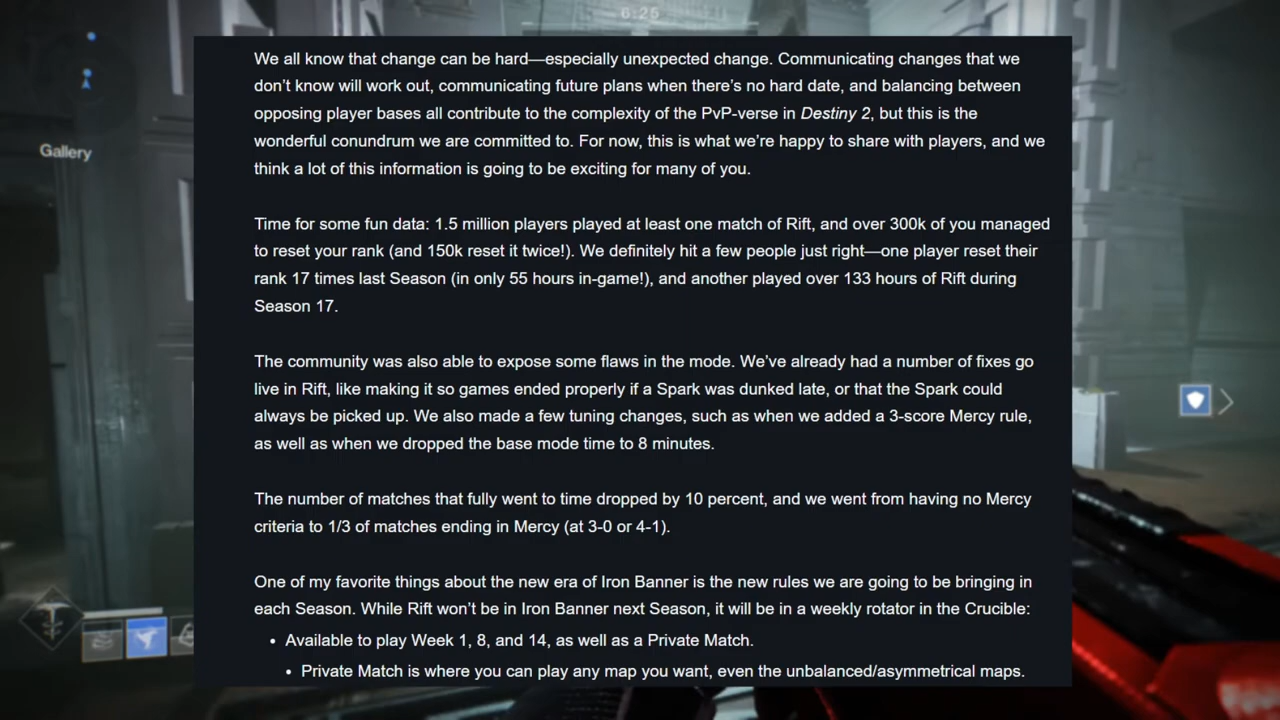 6:25
Gallery
We all know that change can be hard—especially unexpected change. Communicating changes that we
don't know will work out, communicating future plans when there's no hard date, and balancing between
opposing player bases all contribute to the complexity of the PvP-verse in Destiny 2, but this is the
wonderful conundrum we are committed to. For now, this is what we're happy to share with players, and we
think a lot of this information is going to be exciting for many of you.
Time for some fun data: 1.5 million players played at least one match of Rift, and over 300k of you managed
to reset your rank (and 150k reset it twice!). We definitely hit a few people just right—one player reset their
rank 17 times last Season (in only 55 hours in-game!), and another played over 133 hours of Rift during
Season 17.
The community was also able to expose some flaws in the mode. We've already had a number of fixes go
live in Rift, like making it so games ended properly if a Spark was dunked late, or that the Spark could
always be picked up. We also made a few tuning changes, such as when we added a 3-score Mercy rule,
as well as when we dropped the base mode time to 8 minutes.
The number of matches that fully went to time dropped by 10 percent, and we went from having no Mercy
criteria to 1/3 of matches ending in Mercy (at 3-0 or 4-1).
One of my favorite things about the new era of Iron Banner is the new rules we are going to be bringing in
each Season. While Rift won't be in Iron Banner next Season, it will be in a weekly rotator in the Crucible:
• Available to play Week 1, 8, and 14, as well as a Private Match.
• Private Match is where you can play any map you want, even the unbalanced/asymmetrical maps.